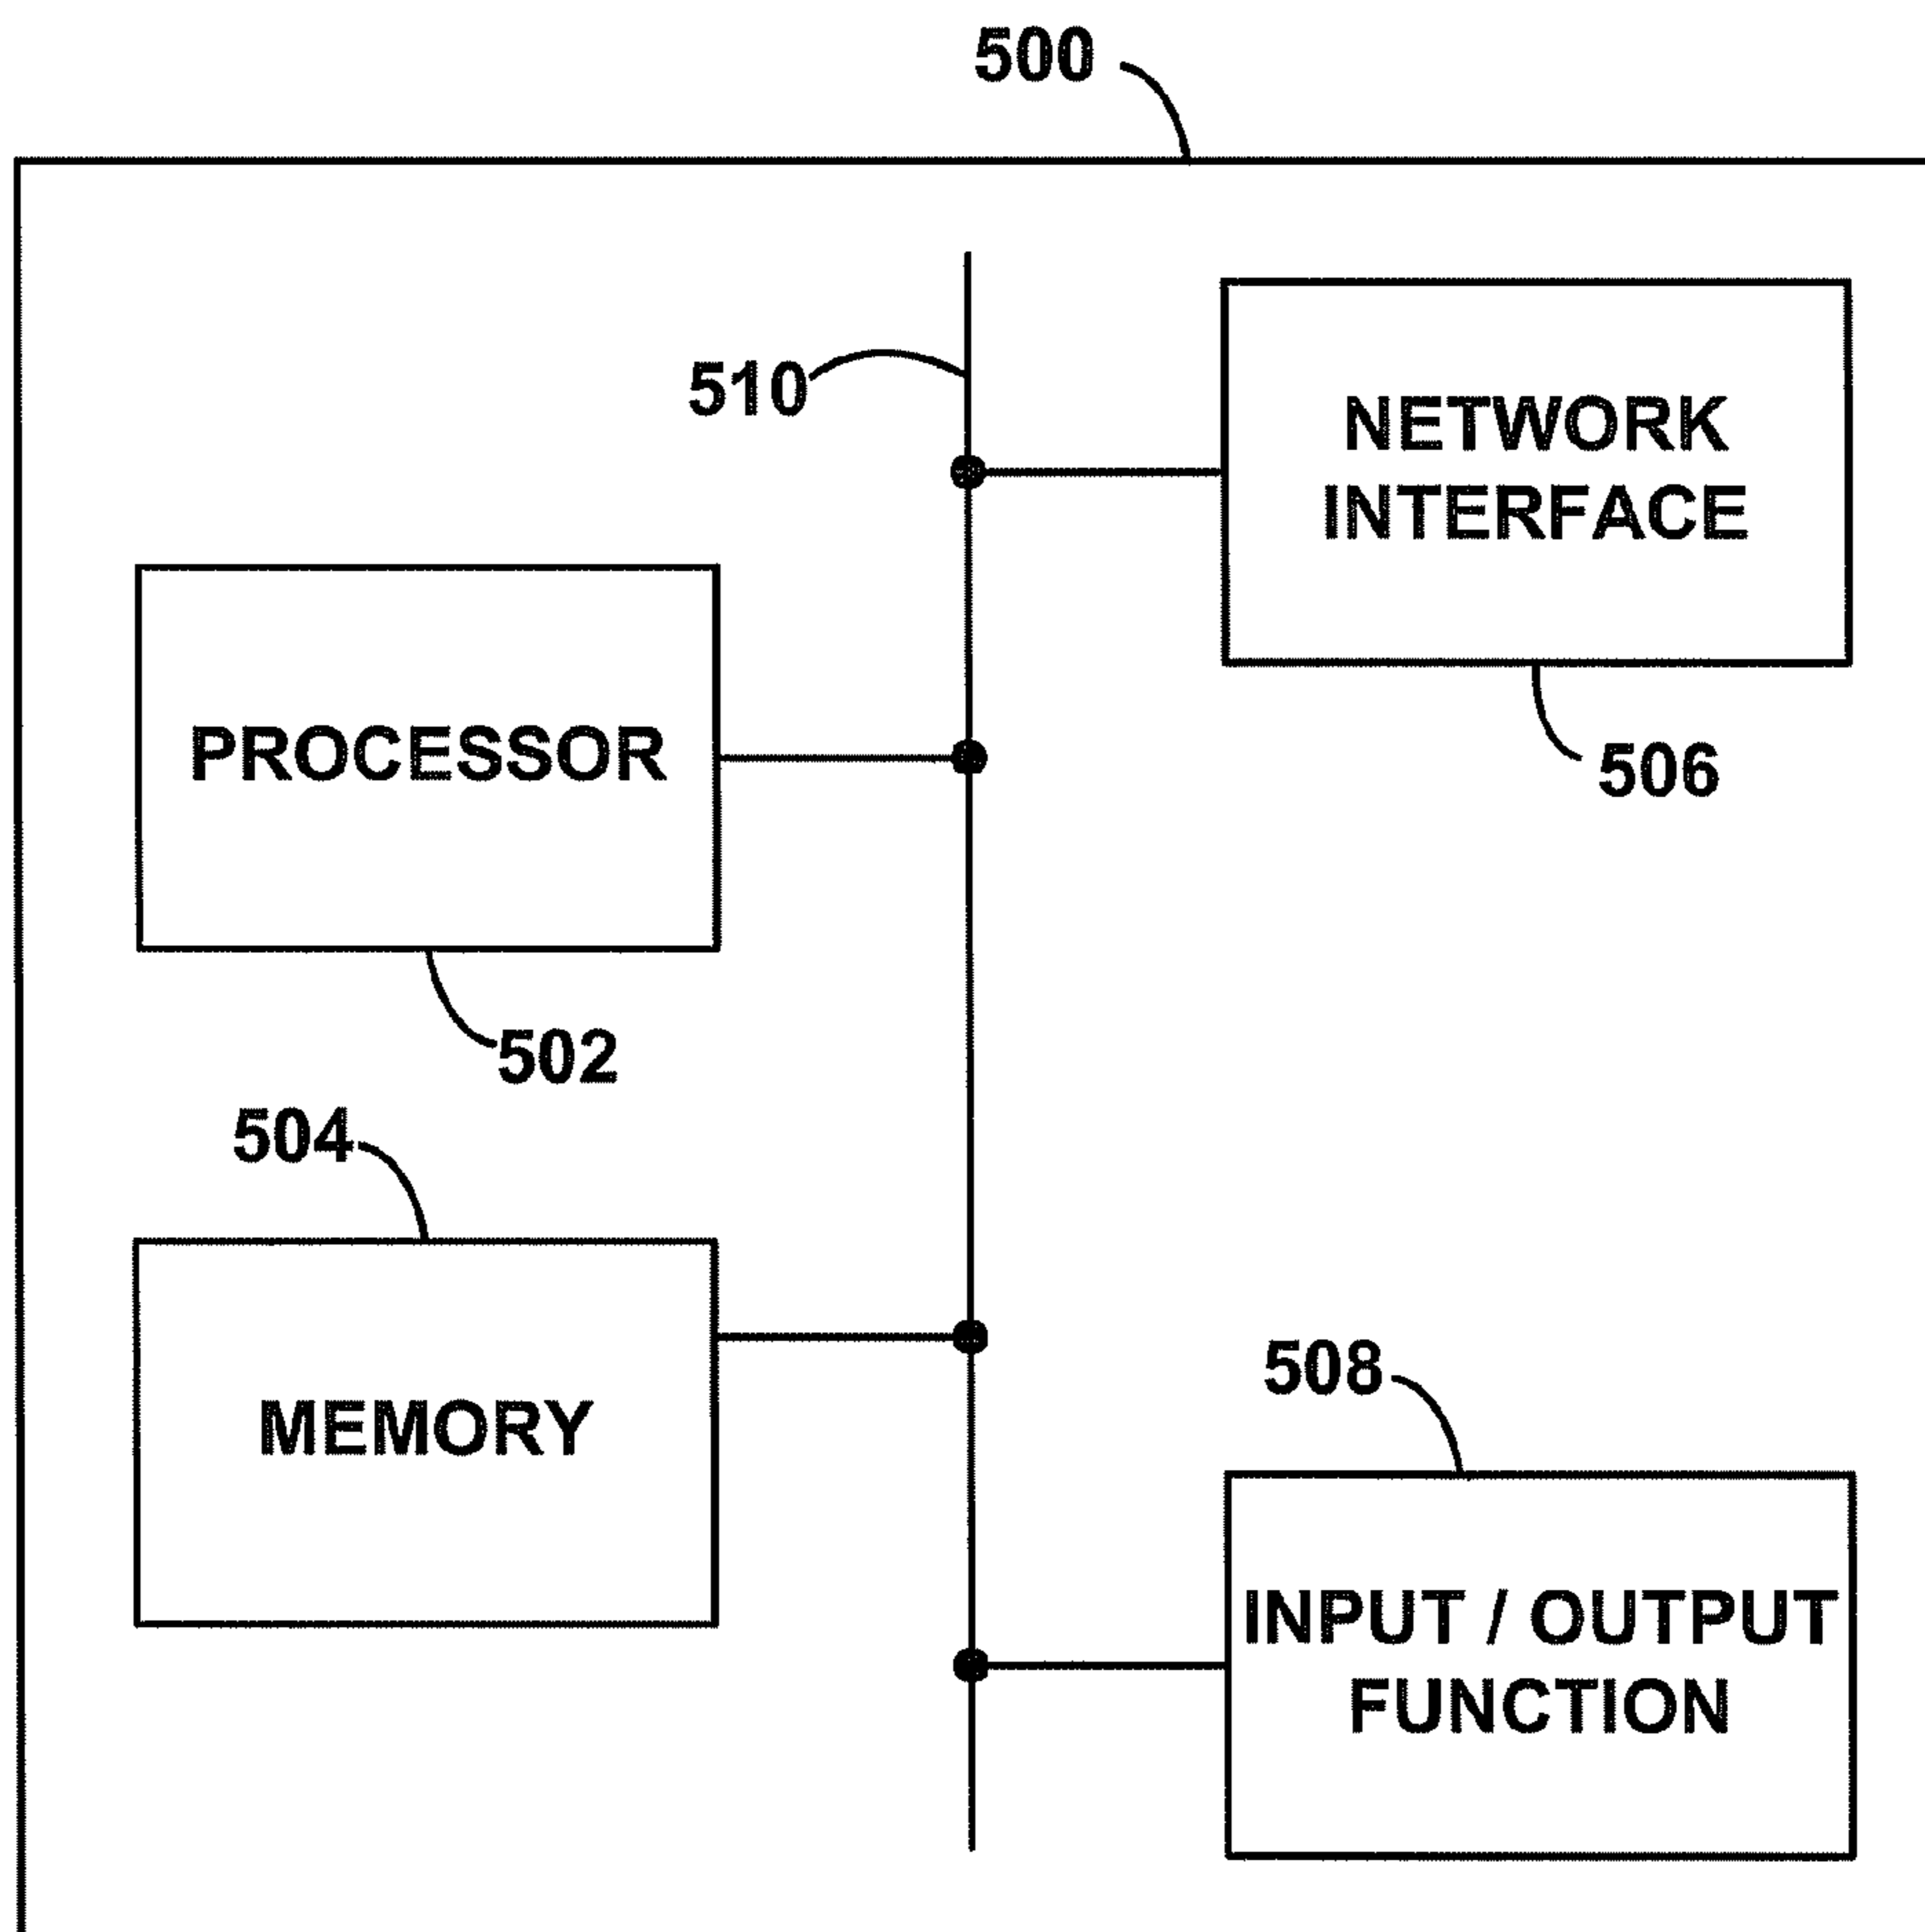 500
510
NETWORK
INTERFACE
PROCESSOR
506
502
504
MEMORY
508
INPUT / OUTPUT
FUNCTION